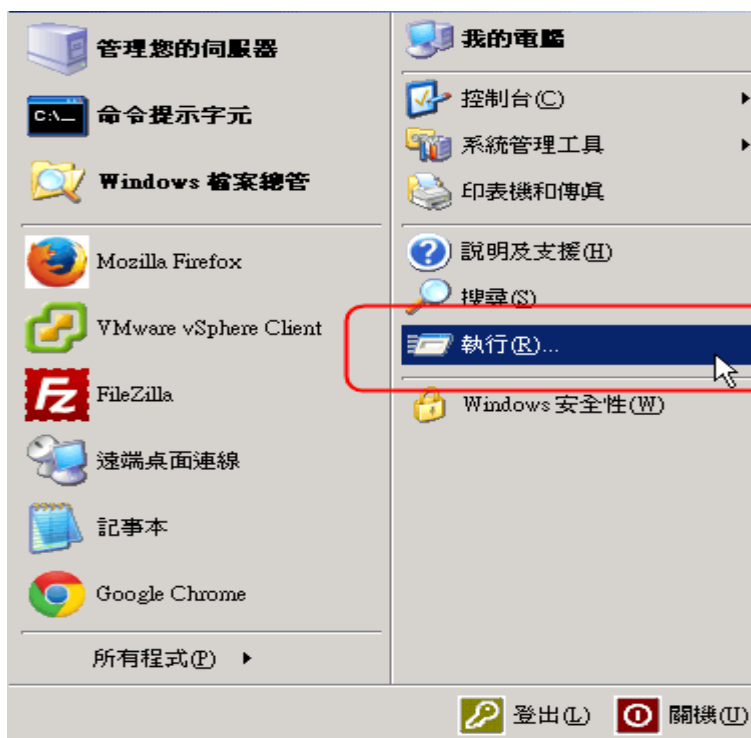 管理您的伺服器
命令提示字元
Windows 檔案總管
Mozilla Firefox
VMware vSphere Client
FileZilla
遠端桌面連線
記事本
Google Chrome
所有程式(P)
我的電腦
控制台(C)
系統管理工具
印表機和傳真
說明及支援(H)
搜尋(S)
執行(R)...
Windows 安全性(W)
登出(L)
關機(U)